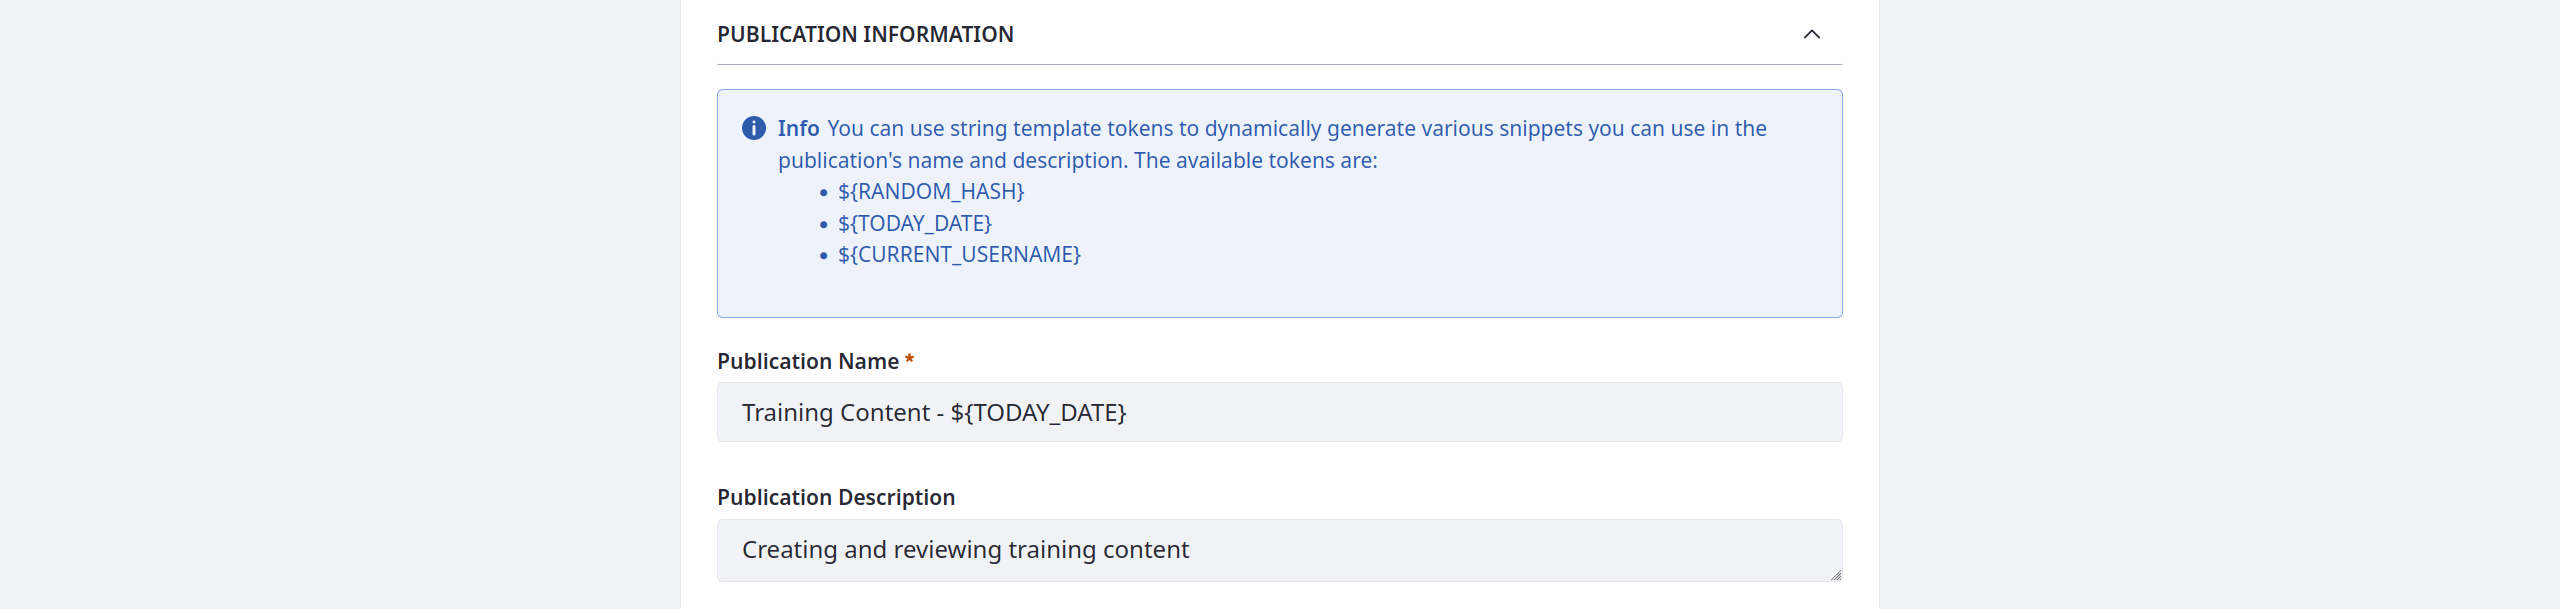 PUBLICATION INFORMATION
Info You can use string template tokens to dynamically generate various snippets you can use in the
publication's name and description. The available tokens are:
• ${RANDOM_HASH}
• ${TODAY_DATE}
• ${CURRENT_USERNAME}
Publication Name *
Training Content - ${TODAY_DATE}
Publication Description
Creating and reviewing training content